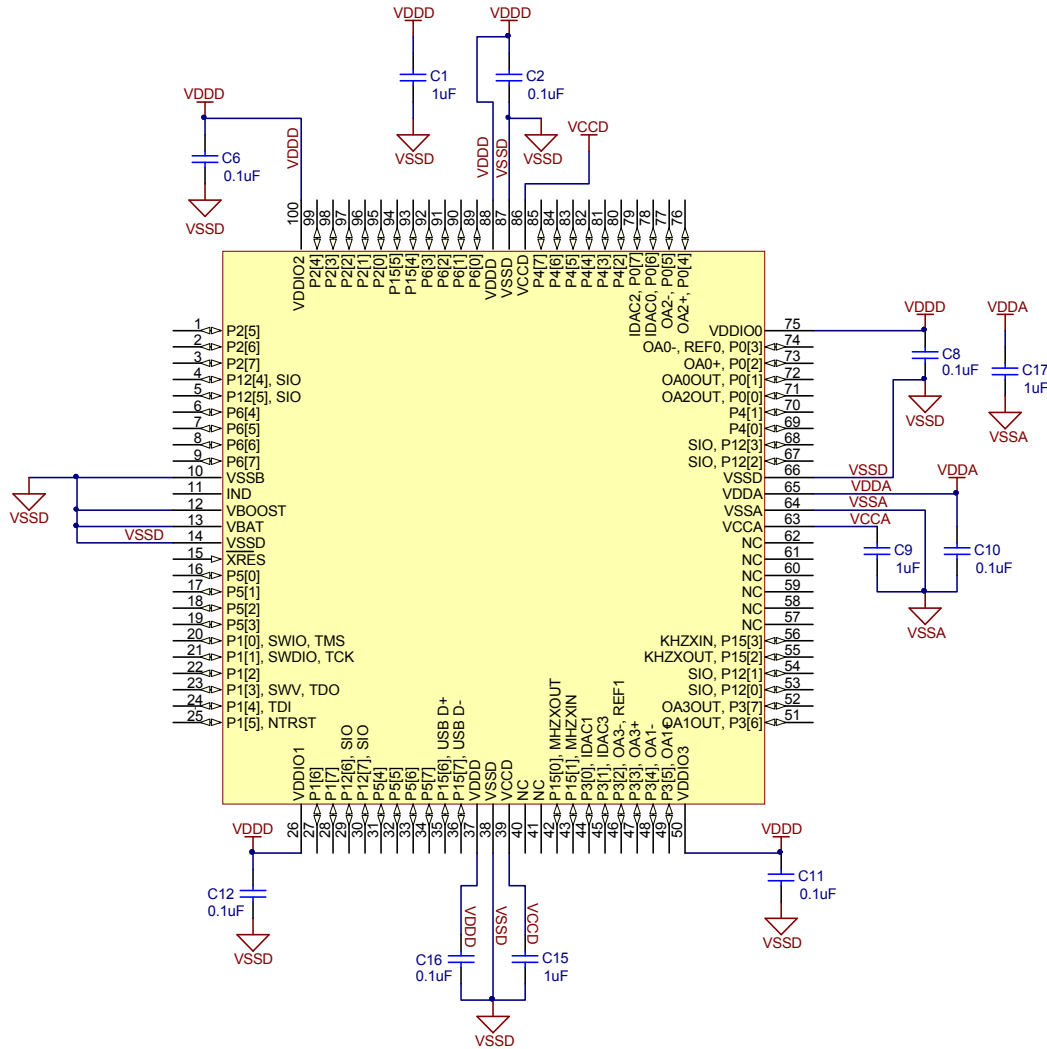 VDDD
C1
1uF
VSSD
VDDD
C2
0.1uF
VSSD
VDDD
C6
0.1uF
VSSD
VDDD
VDDD
VSSD
VCCD
100
99
98
97
96
95
94
93
92
91
90
89
88
87
86
85
84
83
82
81
80
79
78
77
76
VDDIO2
P2[4]
P2[3]
P2[2]
P2[1]
P2[0]
P15[5]
P15[4]
P6[3]
P6[2]
P6[1]
P6[0]
VDDD
VSSD
VCCD
P4[7]
P4[6]
P4[5]
P4[4]
P4[3]
P4[2]
IDAC2, P0[7]
IDAC0, P0[6]
OA2-, P0[5]
OA2+, P0[4]
1 P2[5]
2 P2[6]
3 P2[7]
4 P12[4], SIO
5 P12[5], SIO
6 P6[4]
7 P6[5]
8 P6[6]
9 P6[7]
10 VSSB
11 IND
12 VBOOST
13 VBAT
VSSD 14 VSSD
15 XRES
16 P5[0]
17 P5[1]
18 P5[2]
19 P5[3]
20 P1[0], SWIO, TMS
21 P1[1], SWDIO, TCK
22 P1[2]
23 P1[3], SWV, TDO
24 P1[4], TDI
25 P1[5], NTRST
VSSD
VDDIO0 75
OA0-, REF0, P0[3] 74
OA0+, P0[2] 73
OA0OUT, P0[1] 72
OA2OUT, P0[0] 71
P4[1] 70
P4[0] 69
SIO, P12[3] 68
SIO, P12[2] 67
VSSD 66 VSSD
VDDA 65 VDDA
VSSA 64 VSSA
VCCA 63 VCCA
NC 62
NC 61
NC 60
NC 59
NC 58
NC 57
KHZXIN, P15[3] 56
KHZXOUT, P15[2] 55
SIO, P12[1] 54
SIO, P12[0] 53
OA3OUT, P3[7] 52
OA1OUT, P3[6] 51
VDDD
C8
0.1uF
VSSD
VDDA
C17
1uF
VSSA
VDDA
C9
1uF
C10
0.1uF
VSSA
VDDIO1
P1[6]
P1[7]
P12[6], SIO
P12[7], SIO
P5[4]
P5[5]
P5[6]
P5[7]
P15[6], USB D+
P15[7], USB D-
VDDD
VSSD
VCCD
NC
NC
P15[0], MHZXOUT
P15[1], MHZXIN
P3[0], IDAC1
P3[1], IDAC3
P3[2], OA3-, REF1
P3[3], OA3+
P3[4], OA1-
P3[5], OA1+
VDDIO3
26
27
28
29
30
31
32
33
34
35
36
37
38
39
40
41
42
43
44
45
46
47
48
49
50
VDDD
C12
0.1uF
VSSD
VDDD
VSSD
VCCD
C16
0.1uF
C15
1uF
VSSD
VDDD
C11
0.1uF
VSSD